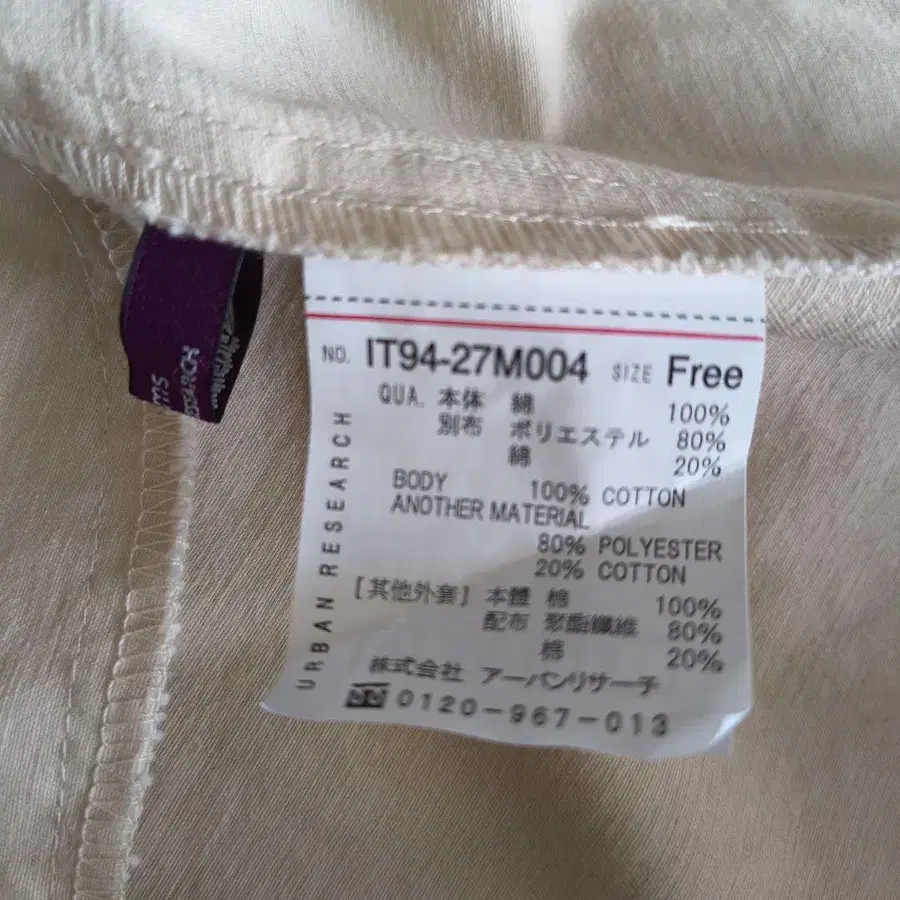 NO. IT94-27M004 SIZE Free
QUA. 本体 綿 100%
別布 ポリエステル 80%
綿 20%
BODY 100% COTTON
ANOTHER MATERIAL
80% POLYESTER
20% COTTON
[其他外套] 本體 棉 100%
配布 聚酯纖維 80%
棉 20%
株式会社 アーバンリサーチ
0120-967-013
URBAN RESEARCH